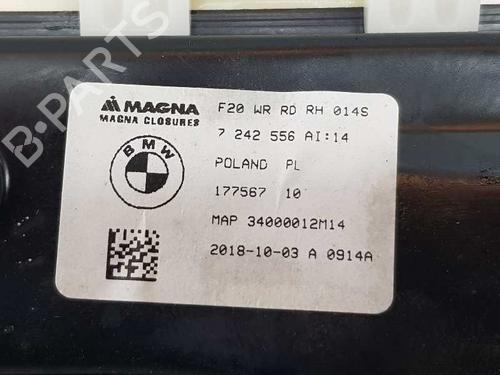 B-PARTS
MAGNA
MAGNA CLOSURES
BMW
F20 WR RD RH 014S
7 242 556 AI:14
POLAND PL
177567 10
MAP 34000012M14
2018-10-03 A 0914A